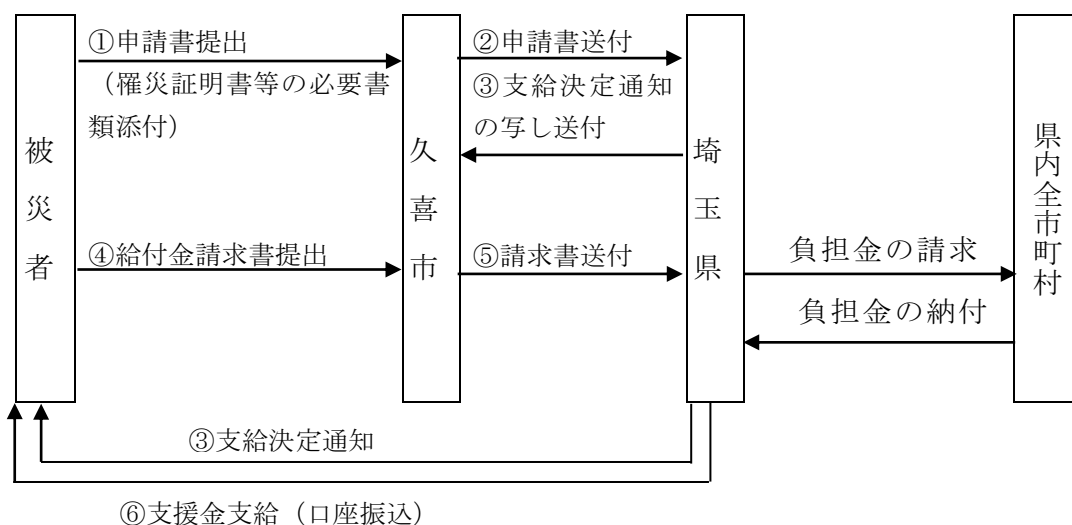 ①申請書提出
（罹災証明書等の必要書
類添付）
②申請書送付
③支給決定通知
の写し送付
被災者
久喜市
埼玉県
県内全市町村
④給付金請求書提出
⑤請求書送付
負担金の請求
負担金の納付
③支給決定通知
⑥支援金支給（口座振込）